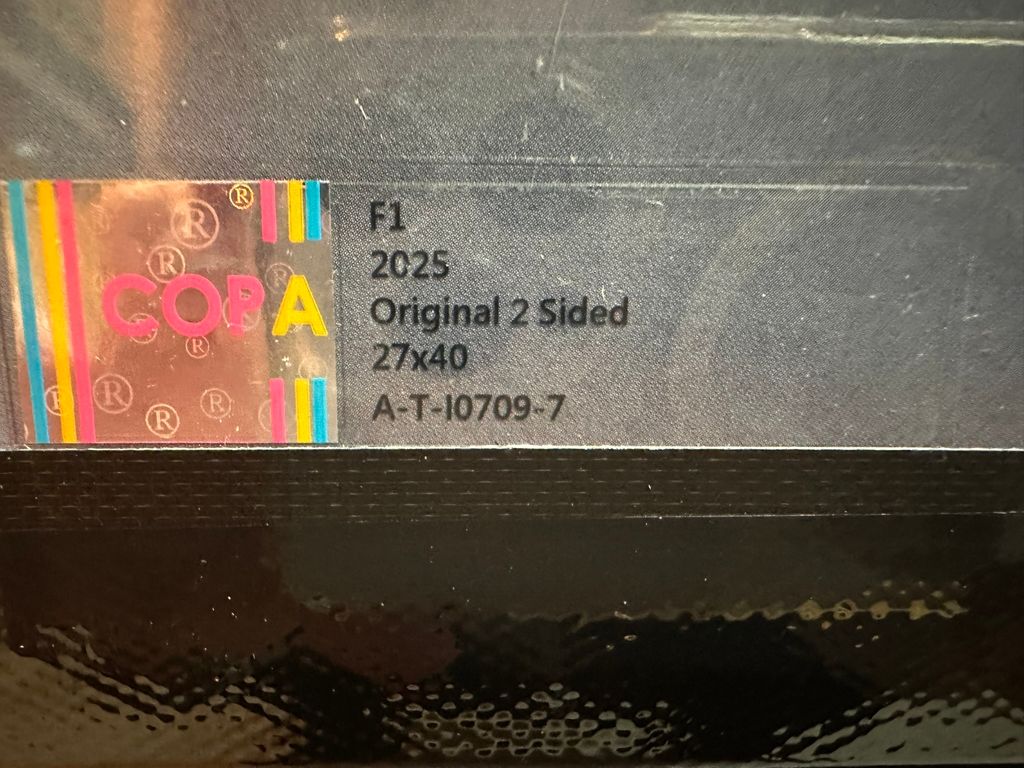 COPA
F1
2025
Original 2 Sided
27x40
A-T-I0709-7